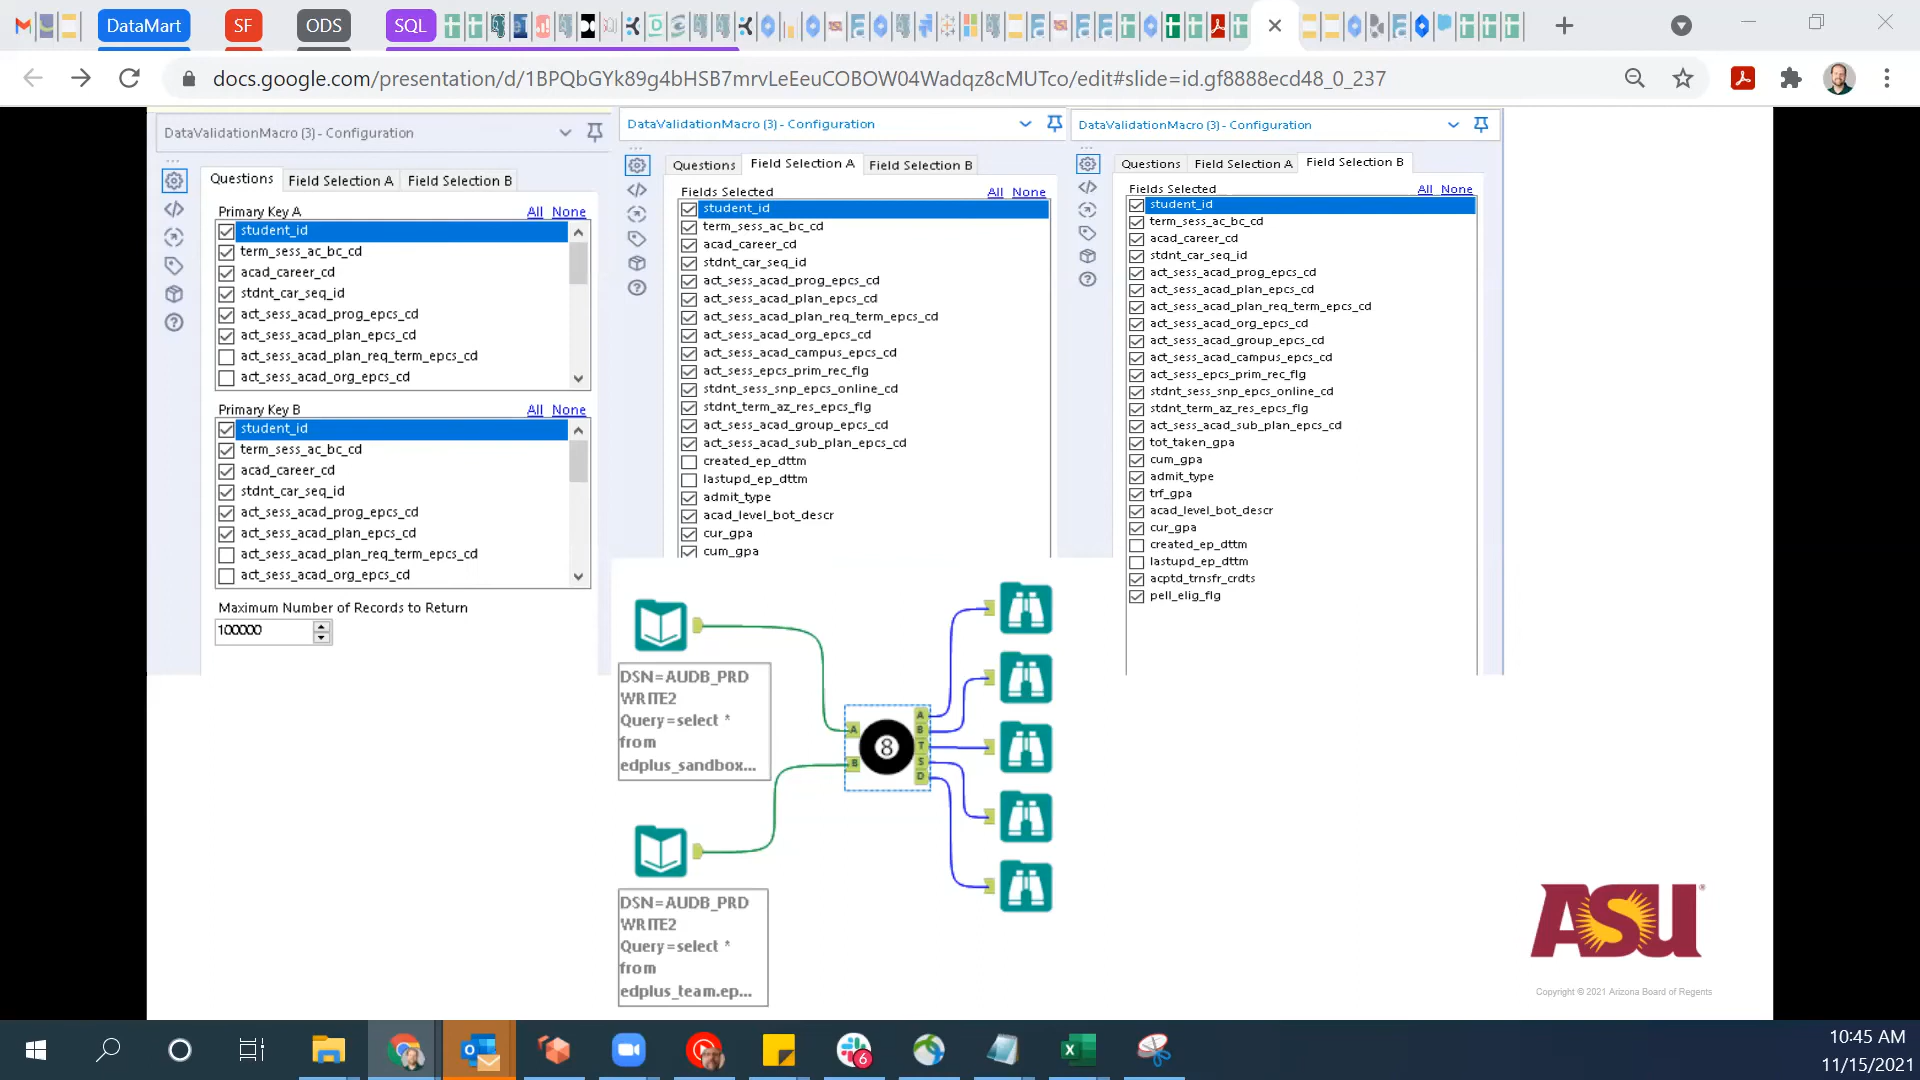 DataMart
SF
ODS
SQL
docs.google.com/presentation/d/1BPQbGYk89g4bHSB7mrvLeEeuCOBOW04Wadqz8cMUTco/edit#slide=id.gf8888ecd48_0_237
DataValidationMacro (3) - Configuration
Questions
Field Selection A
Field Selection B
Primary Key A
All None
student_id
term_sess_ac_bc_cd
acad_career_cd
stdnt_car_seq_id
act_sess_acad_prog_epcs_cd
act_sess_acad_plan_epcs_cd
act_sess_acad_plan_req_term_epcs_cd
act_sess_acad_org_epcs_cd
Primary Key B
All None
student_id
term_sess_ac_bc_cd
acad_career_cd
stdnt_car_seq_id
act_sess_acad_prog_epcs_cd
act_sess_acad_plan_epcs_cd
act_sess_acad_plan_req_term_epcs_cd
act_sess_acad_org_epcs_cd
Maximum Number of Records to Return
100000
DataValidationMacro (3) - Configuration
Questions
Field Selection A
Field Selection B
Fields Selected
All None
student_id
term_sess_ac_bc_cd
acad_career_cd
stdnt_car_seq_id
act_sess_acad_prog_epcs_cd
act_sess_acad_plan_epcs_cd
act_sess_acad_plan_req_term_epcs_cd
act_sess_acad_org_epcs_cd
act_sess_acad_campus_epcs_cd
act_sess_epcs_prim_rec_flg
stdnt_sess_snp_epcs_online_cd
stdnt_term_az_res_epcs_flg
act_sess_acad_group_epcs_cd
act_sess_acad_sub_plan_epcs_cd
created_ep_dttm
lastupd_ep_dttm
admit_type
acad_level_bot_descr
cur_gpa
cum_gpa
DataValidationMacro (3) - Configuration
Questions
Field Selection A
Field Selection B
Fields Selected
All None
student_id
term_sess_ac_bc_cd
acad_career_cd
stdnt_car_seq_id
act_sess_acad_prog_epcs_cd
act_sess_acad_plan_epcs_cd
act_sess_acad_plan_req_term_epcs_cd
act_sess_acad_org_epcs_cd
act_sess_acad_group_epcs_cd
act_sess_acad_campus_epcs_cd
act_sess_epcs_prim_rec_flg
stdnt_sess_snp_epcs_online_cd
stdnt_term_az_res_epcs_flg
act_sess_acad_sub_plan_epcs_cd
tot_taken_gpa
cum_gpa
admit_type
trf_gpa
acad_level_bot_descr
cur_gpa
created_ep_dttm
lastupd_ep_dttm
acptd_trnsfr_crdts
pell_elig_flg
DSN=AUDB_PRD
WRITE2
Query=select *
from
edplus_sandbox...
A
B
8
A
B
T
S
D
DSN=AUDB_PRD
WRITE2
Query=select *
from
edplus_team.ep...
ASU
Copyright © 2021 Arizona Board of Regents
6
10:45 AM
11/15/2021